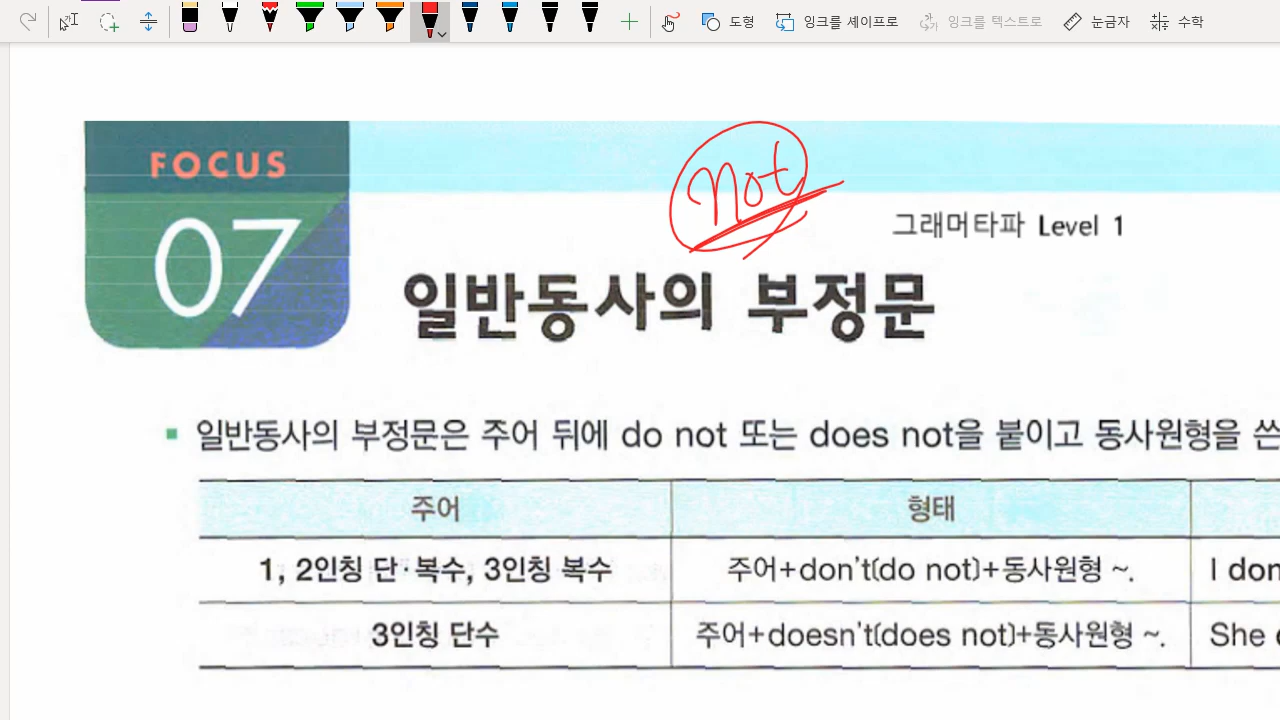 도형 잉크를 셰이프로 잉크를 텍스트로 눈금자 수학
FOCUS
07
not
그래머타파 Level 1
일반동사의 부정문
일반동사의 부정문은 주어 뒤에 do not 또는 does not을 붙이고 동사원형을 쓴
주어 형태
1, 2인칭 단·복수, 3인칭 복수 주어+don't(do not)+동사원형 ~. I don
3인칭 단수 주어+doesn't(does not)+동사원형 ~. She